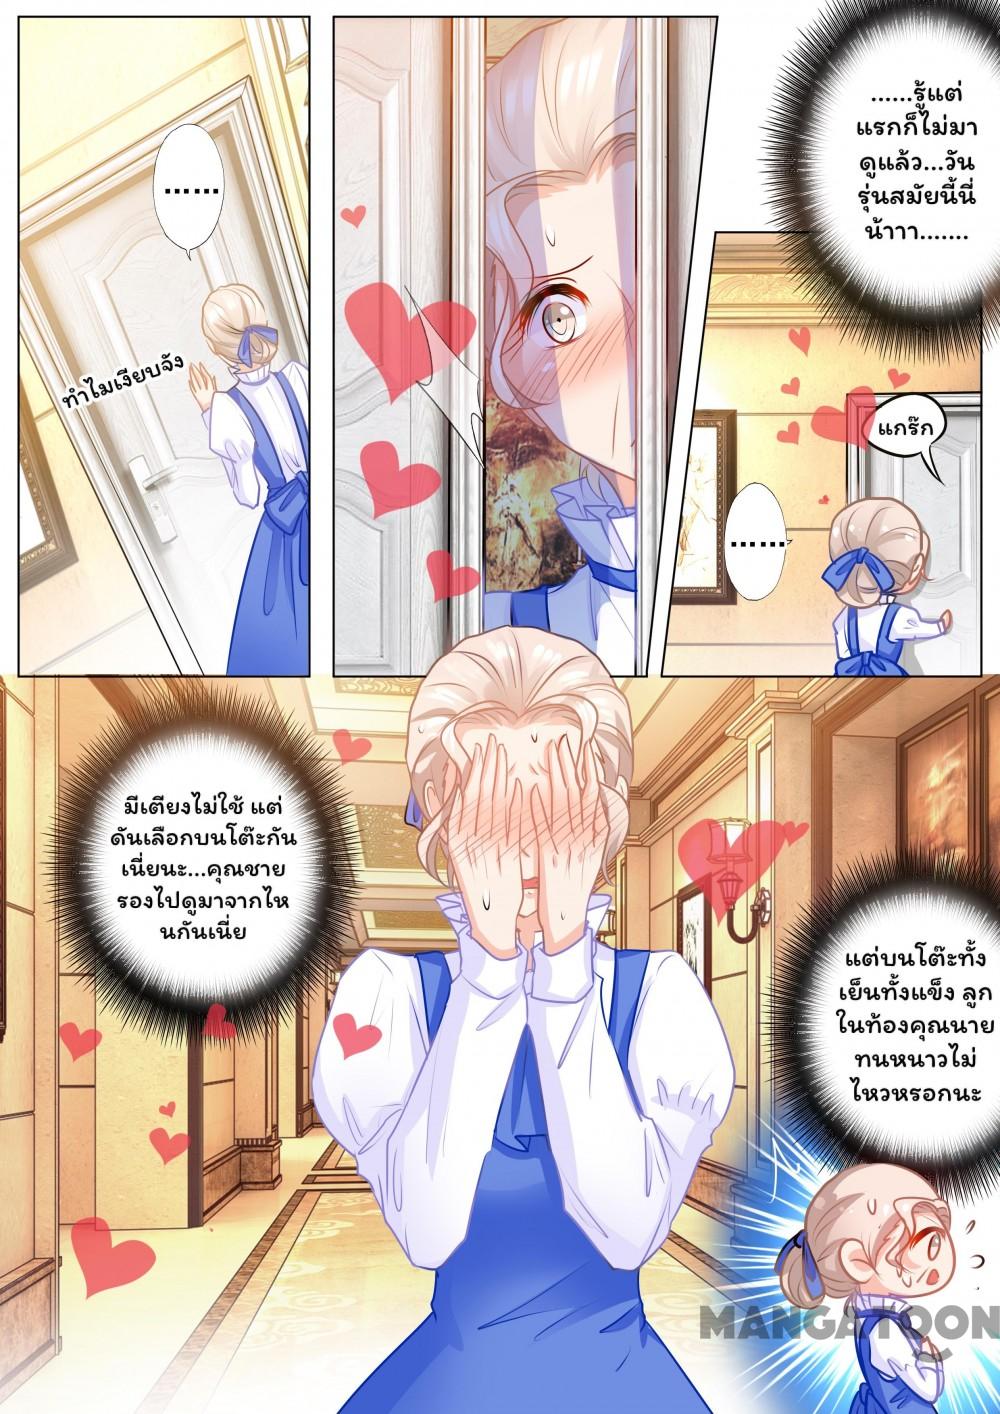 ……
ทำไมเงียบจัง
……รู้แต่
แรกก็ไม่มา
ดูแล้ว...วัน
รุ่นสมัยนี้นี่
น้าาา…….
แกร๊ก
……
มีเตียงไม่ใช้ แต่
ดันเลือกบนโต๊ะกัน
เนี่ยนะ...คุณชาย
รองไปดูมาจากไห
นกันเนี่ย
แต่บนโต๊ะทั้ง
เย็นทั้งแข็ง ลูก
ในท้องคุณนาย
ทนหนาวไม่
ไหวหรอกนะ
MANGATOON